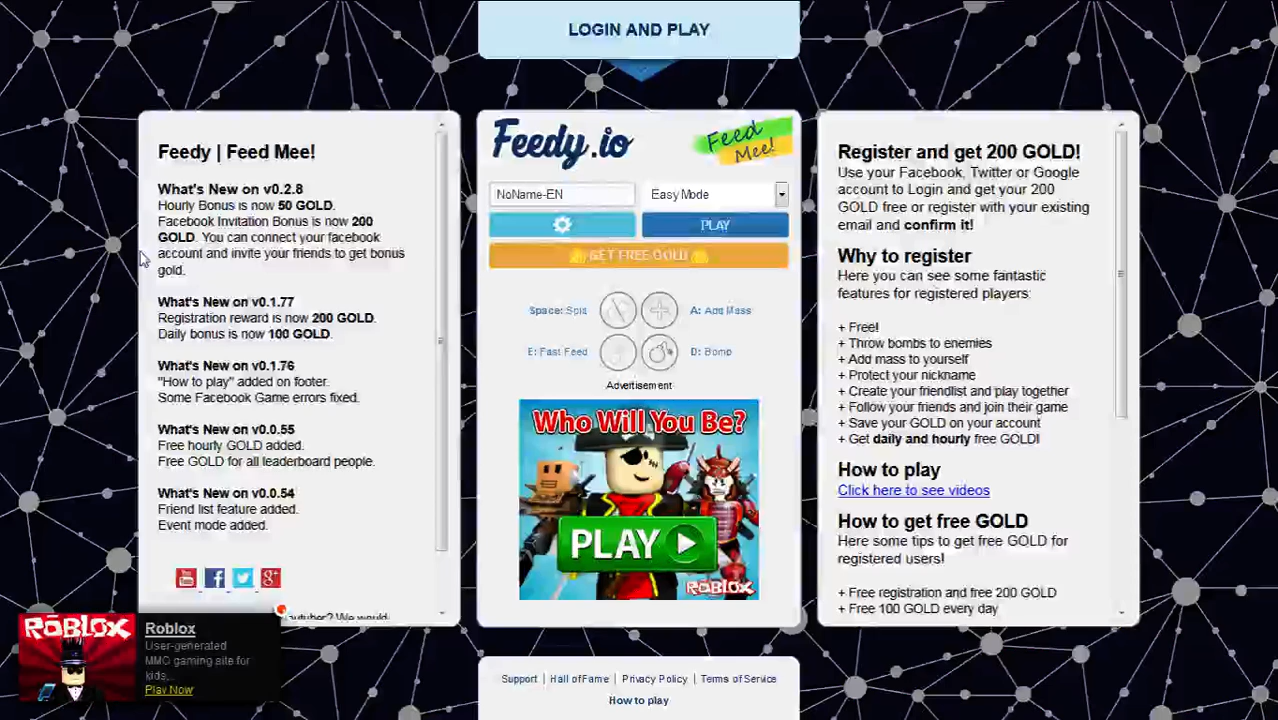 LOGIN AND PLAY
Feedy | Feed Mee!
What's New on v0.2.8
Hourly Bonus is now 50 GOLD.
Facebook Invitation Bonus is now 200
GOLD. You can connect your facebook
account and invite your friends to get bonus
gold.
What's New on v0.1.77
Registration reward is now 200 GOLD.
Daily bonus is now 100 GOLD.
What's New on v0.1.76
"How to play" added on footer.
Some Facebook Game errors fixed.
What's New on v0.0.55
Free hourly GOLD added.
Free GOLD for all leaderboard people.
What's New on v0.0.54
Friend list feature added.
Event mode added.
You Tube
We would
ROBLOX
Roblox
User-generated
MMO gaming site for
kids...
Play Now
Feedy.io
Feed
Mee!
NoName-EN
Easy Mode
PLAY
GET FREE GOLD
Space: Split
A: Add Mass
E: Fast Feed
D: Bomb
Advertisement
Who Will You Be?
PLAY
ROBLOX
Support | Hall of Fame | Privacy Policy | Terms of Service
How to play
Register and get 200 GOLD!
Use your Facebook, Twitter or Google
account to Login and get your 200
GOLD free or register with your existing
email and confirm it!
Why to register
Here you can see some fantastic
features for registered players:
+ Free!
+ Throw bombs to enemies
+ Add mass to yourself
+ Protect your nickname
+ Create your friendlist and play together
+ Follow your friends and join their game
+ Save your GOLD on your account
+ Get daily and hourly free GOLD!
How to play
Click here to see videos
How to get free GOLD
Here some tips to get free GOLD for
registered users!
+ Free registration and free 200 GOLD
+ Free 100 GOLD every day